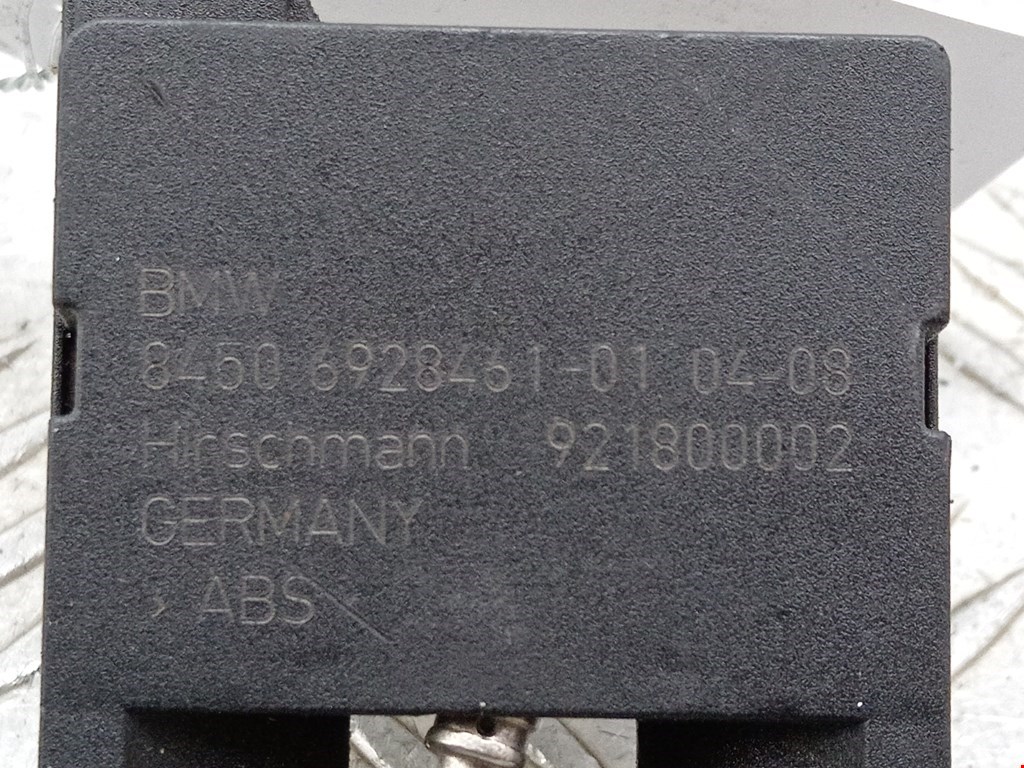 BMW
8450 6928461-01 04-08
Hirschmann 921800002
GERMANY
> ABS <